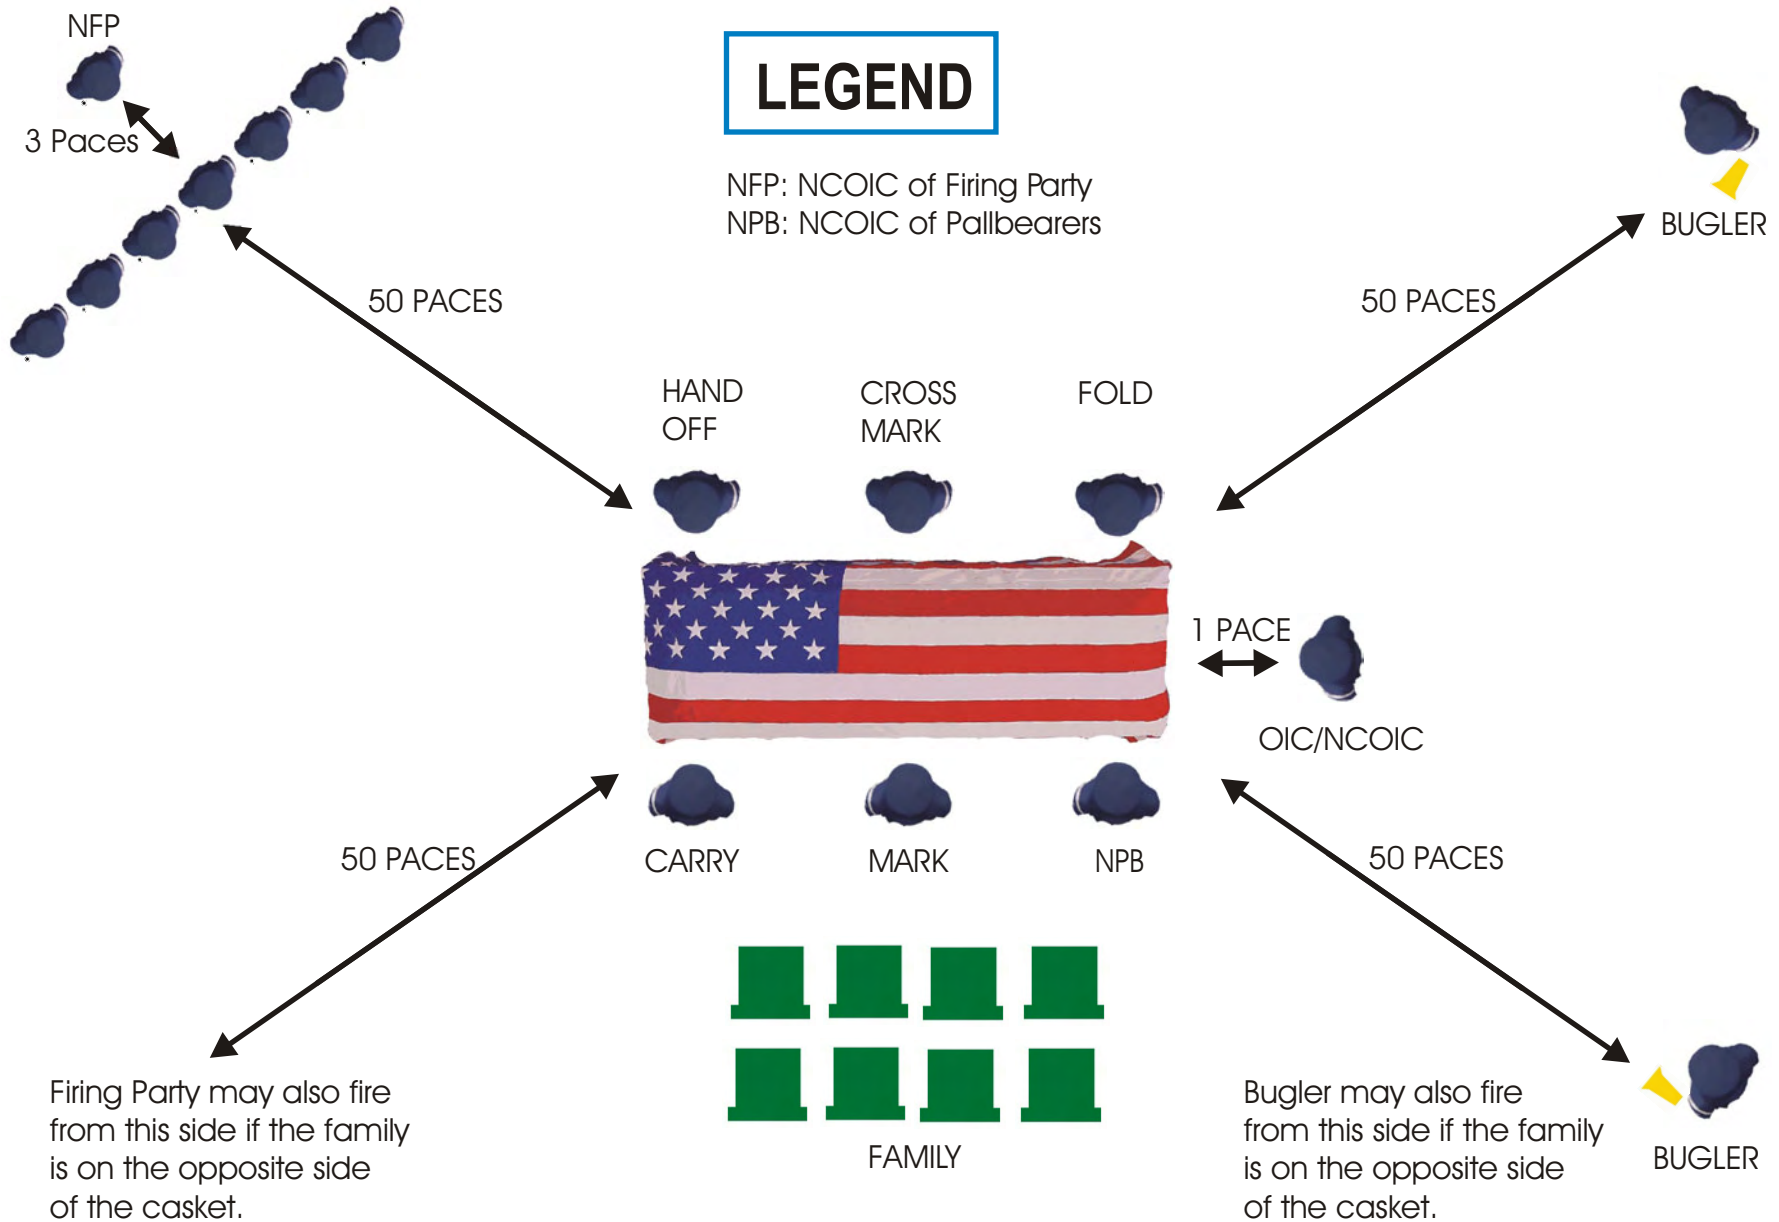 NFP
3 Paces
LEGEND
NFP: NCOIC of Firing Party
NPB: NCOIC of Pallbearers
BUGLER
50 PACES
50 PACES
HAND
OFF
CROSS
MARK
FOLD
1 PACE
OIC/NCOIC
CARRY
MARK
NPB
50 PACES
50 PACES
Firing Party may also fire
from this side if the family
is on the opposite side
of the casket.
FAMILY
Bugler may also fire
from this side if the family
is on the opposite side
of the casket.
BUGLER